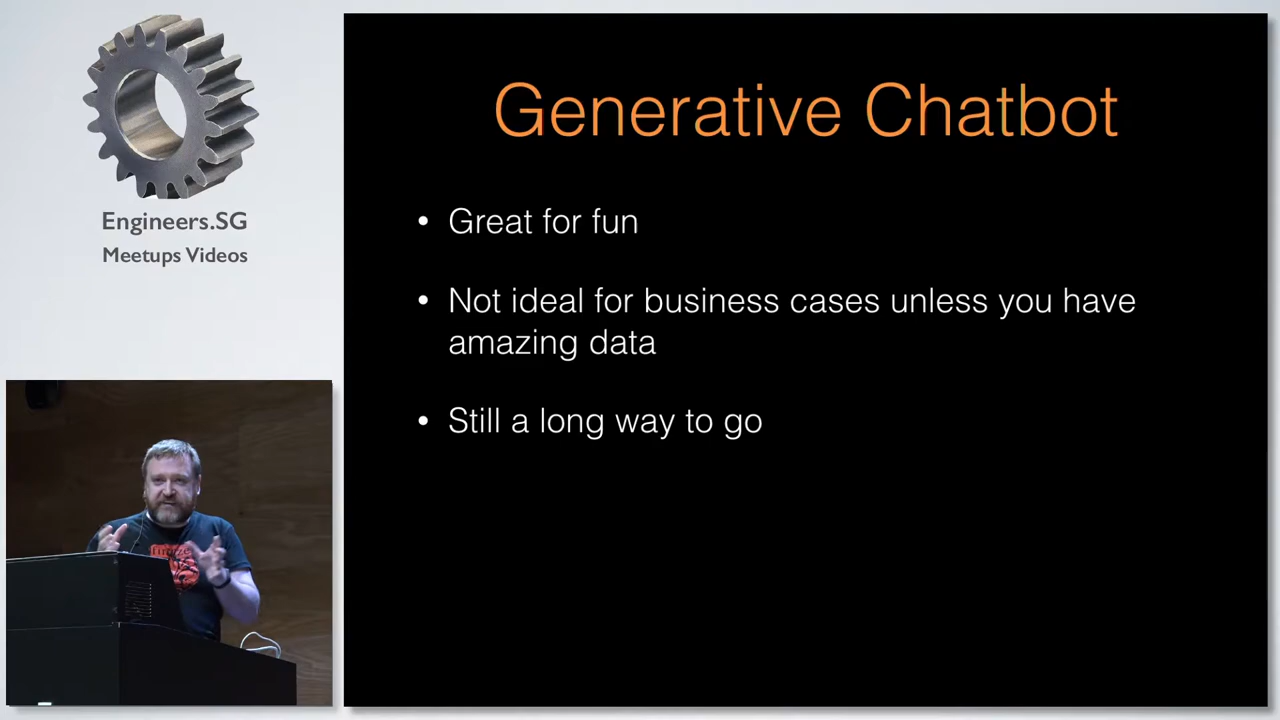 Engineers.SG
Meetups Videos
Generative Chatbot
• Great for fun
• Not ideal for business cases unless you have
amazing data
• Still a long way to go